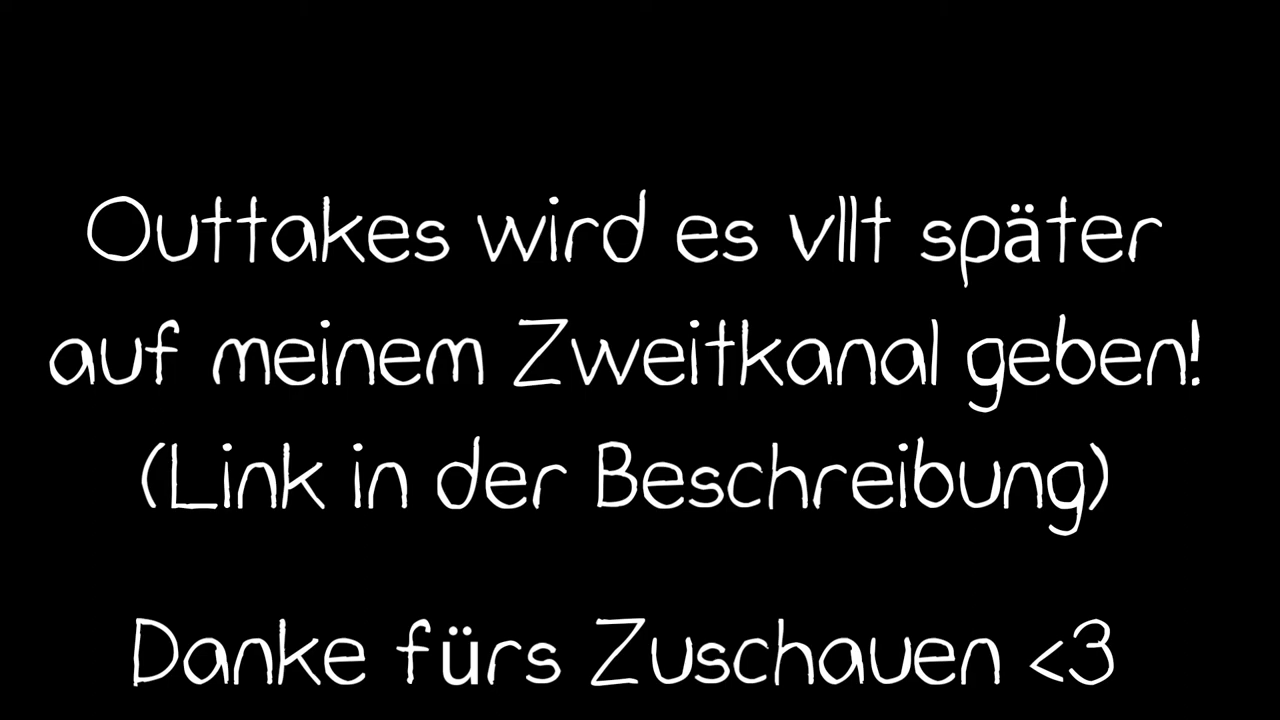 Outtakes wird es vllt später
auf meinem Zweitkanal geben!
(Link in der Beschreibung)
Danke fürs Zuschauen <3